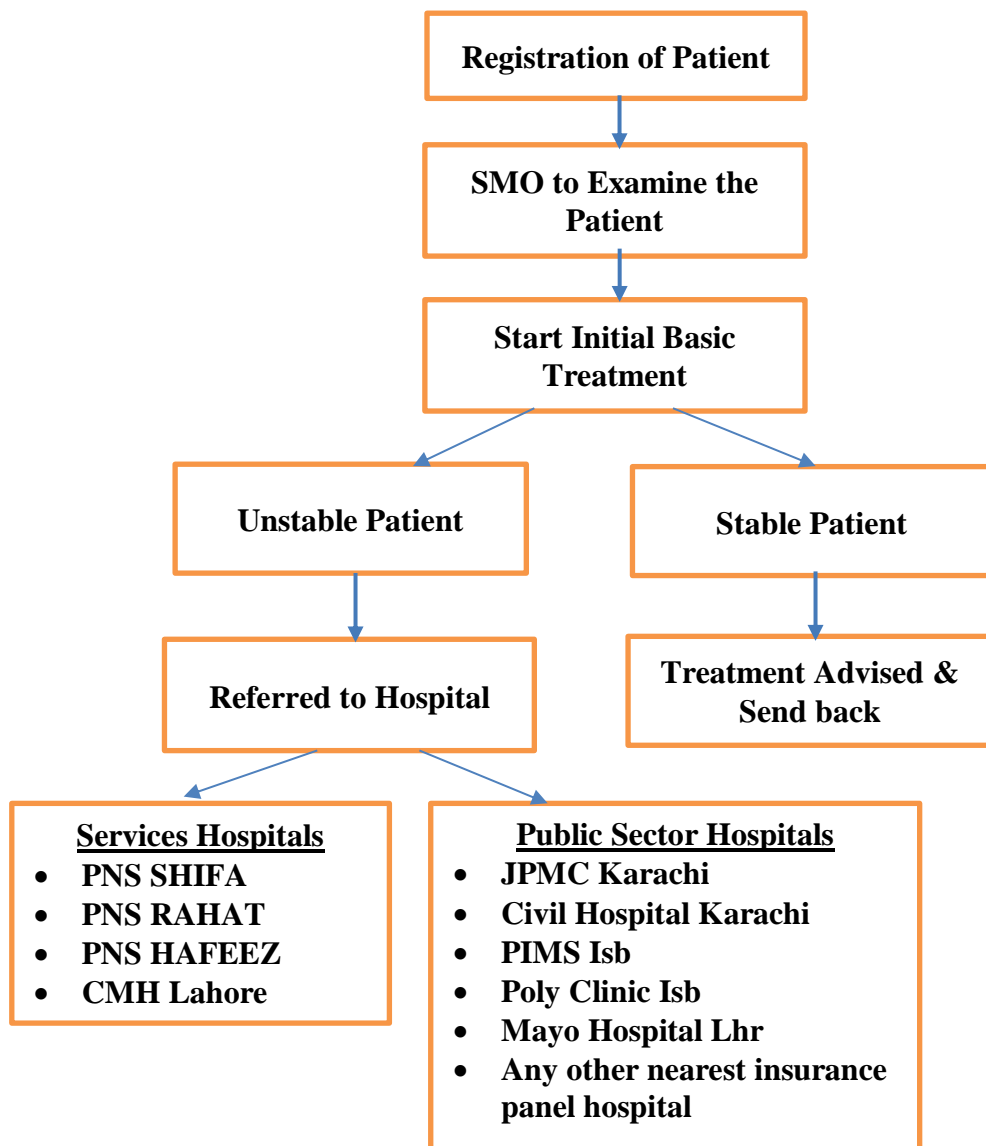 Registration of Patient
SMO to Examine the
Patient
Start Initial Basic
Treatment
Unstable Patient
Stable Patient
Referred to Hospital
Treatment Advised &
Send back
Services Hospitals
• PNS SHIFA
• PNS RAHAT
• PNS HAFEEZ
• CMH Lahore
Public Sector Hospitals
• JPMC Karachi
• Civil Hospital Karachi
• PIMS Isb
• Poly Clinic Isb
• Mayo Hospital Lhr
• Any other nearest insurance
panel hospital